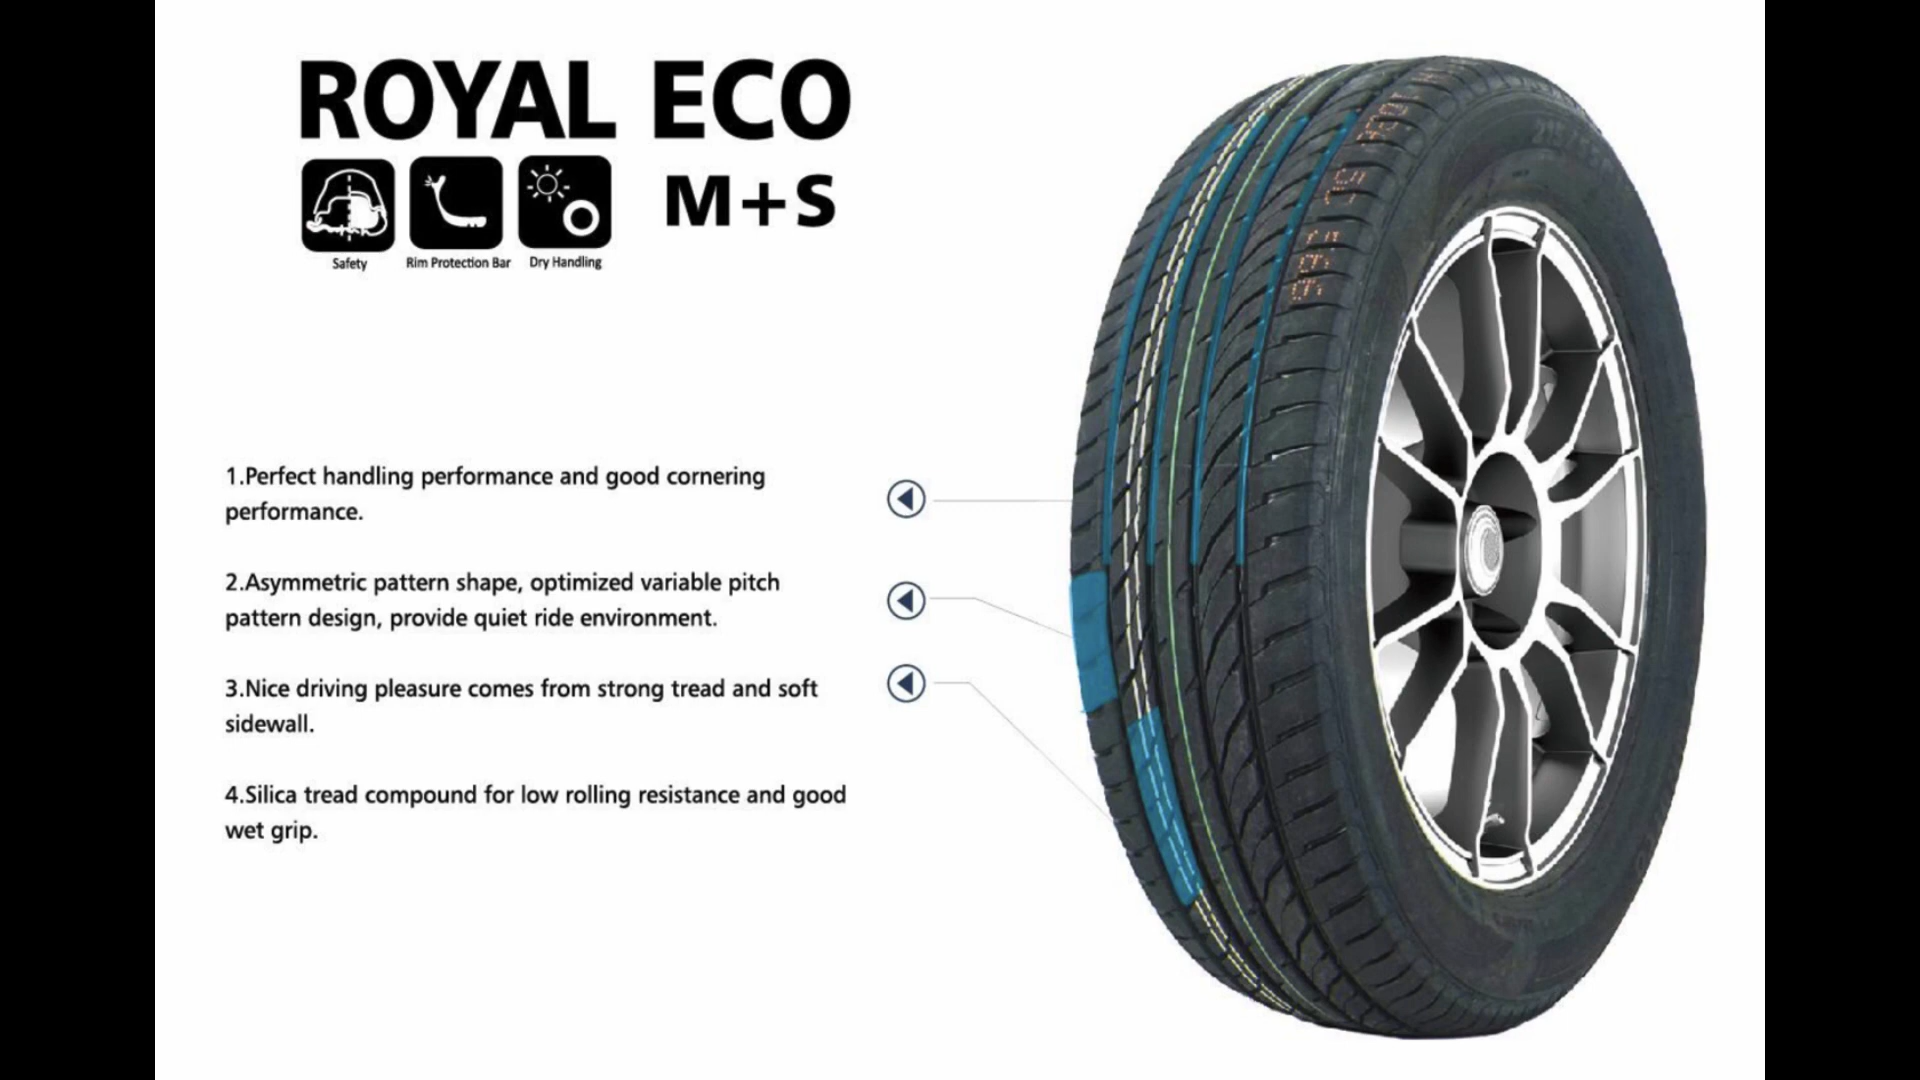 ROYAL ECO
M+S
Safety
Rim Protection Bar
Dry Handling
1.Perfect handling performance and good cornering
performance.
2.Asymmetric pattern shape, optimized variable pitch
pattern design, provide quiet ride environment.
3.Nice driving pleasure comes from strong tread and soft
sidewall.
4.Silica tread compound for low rolling resistance and good
wet grip.